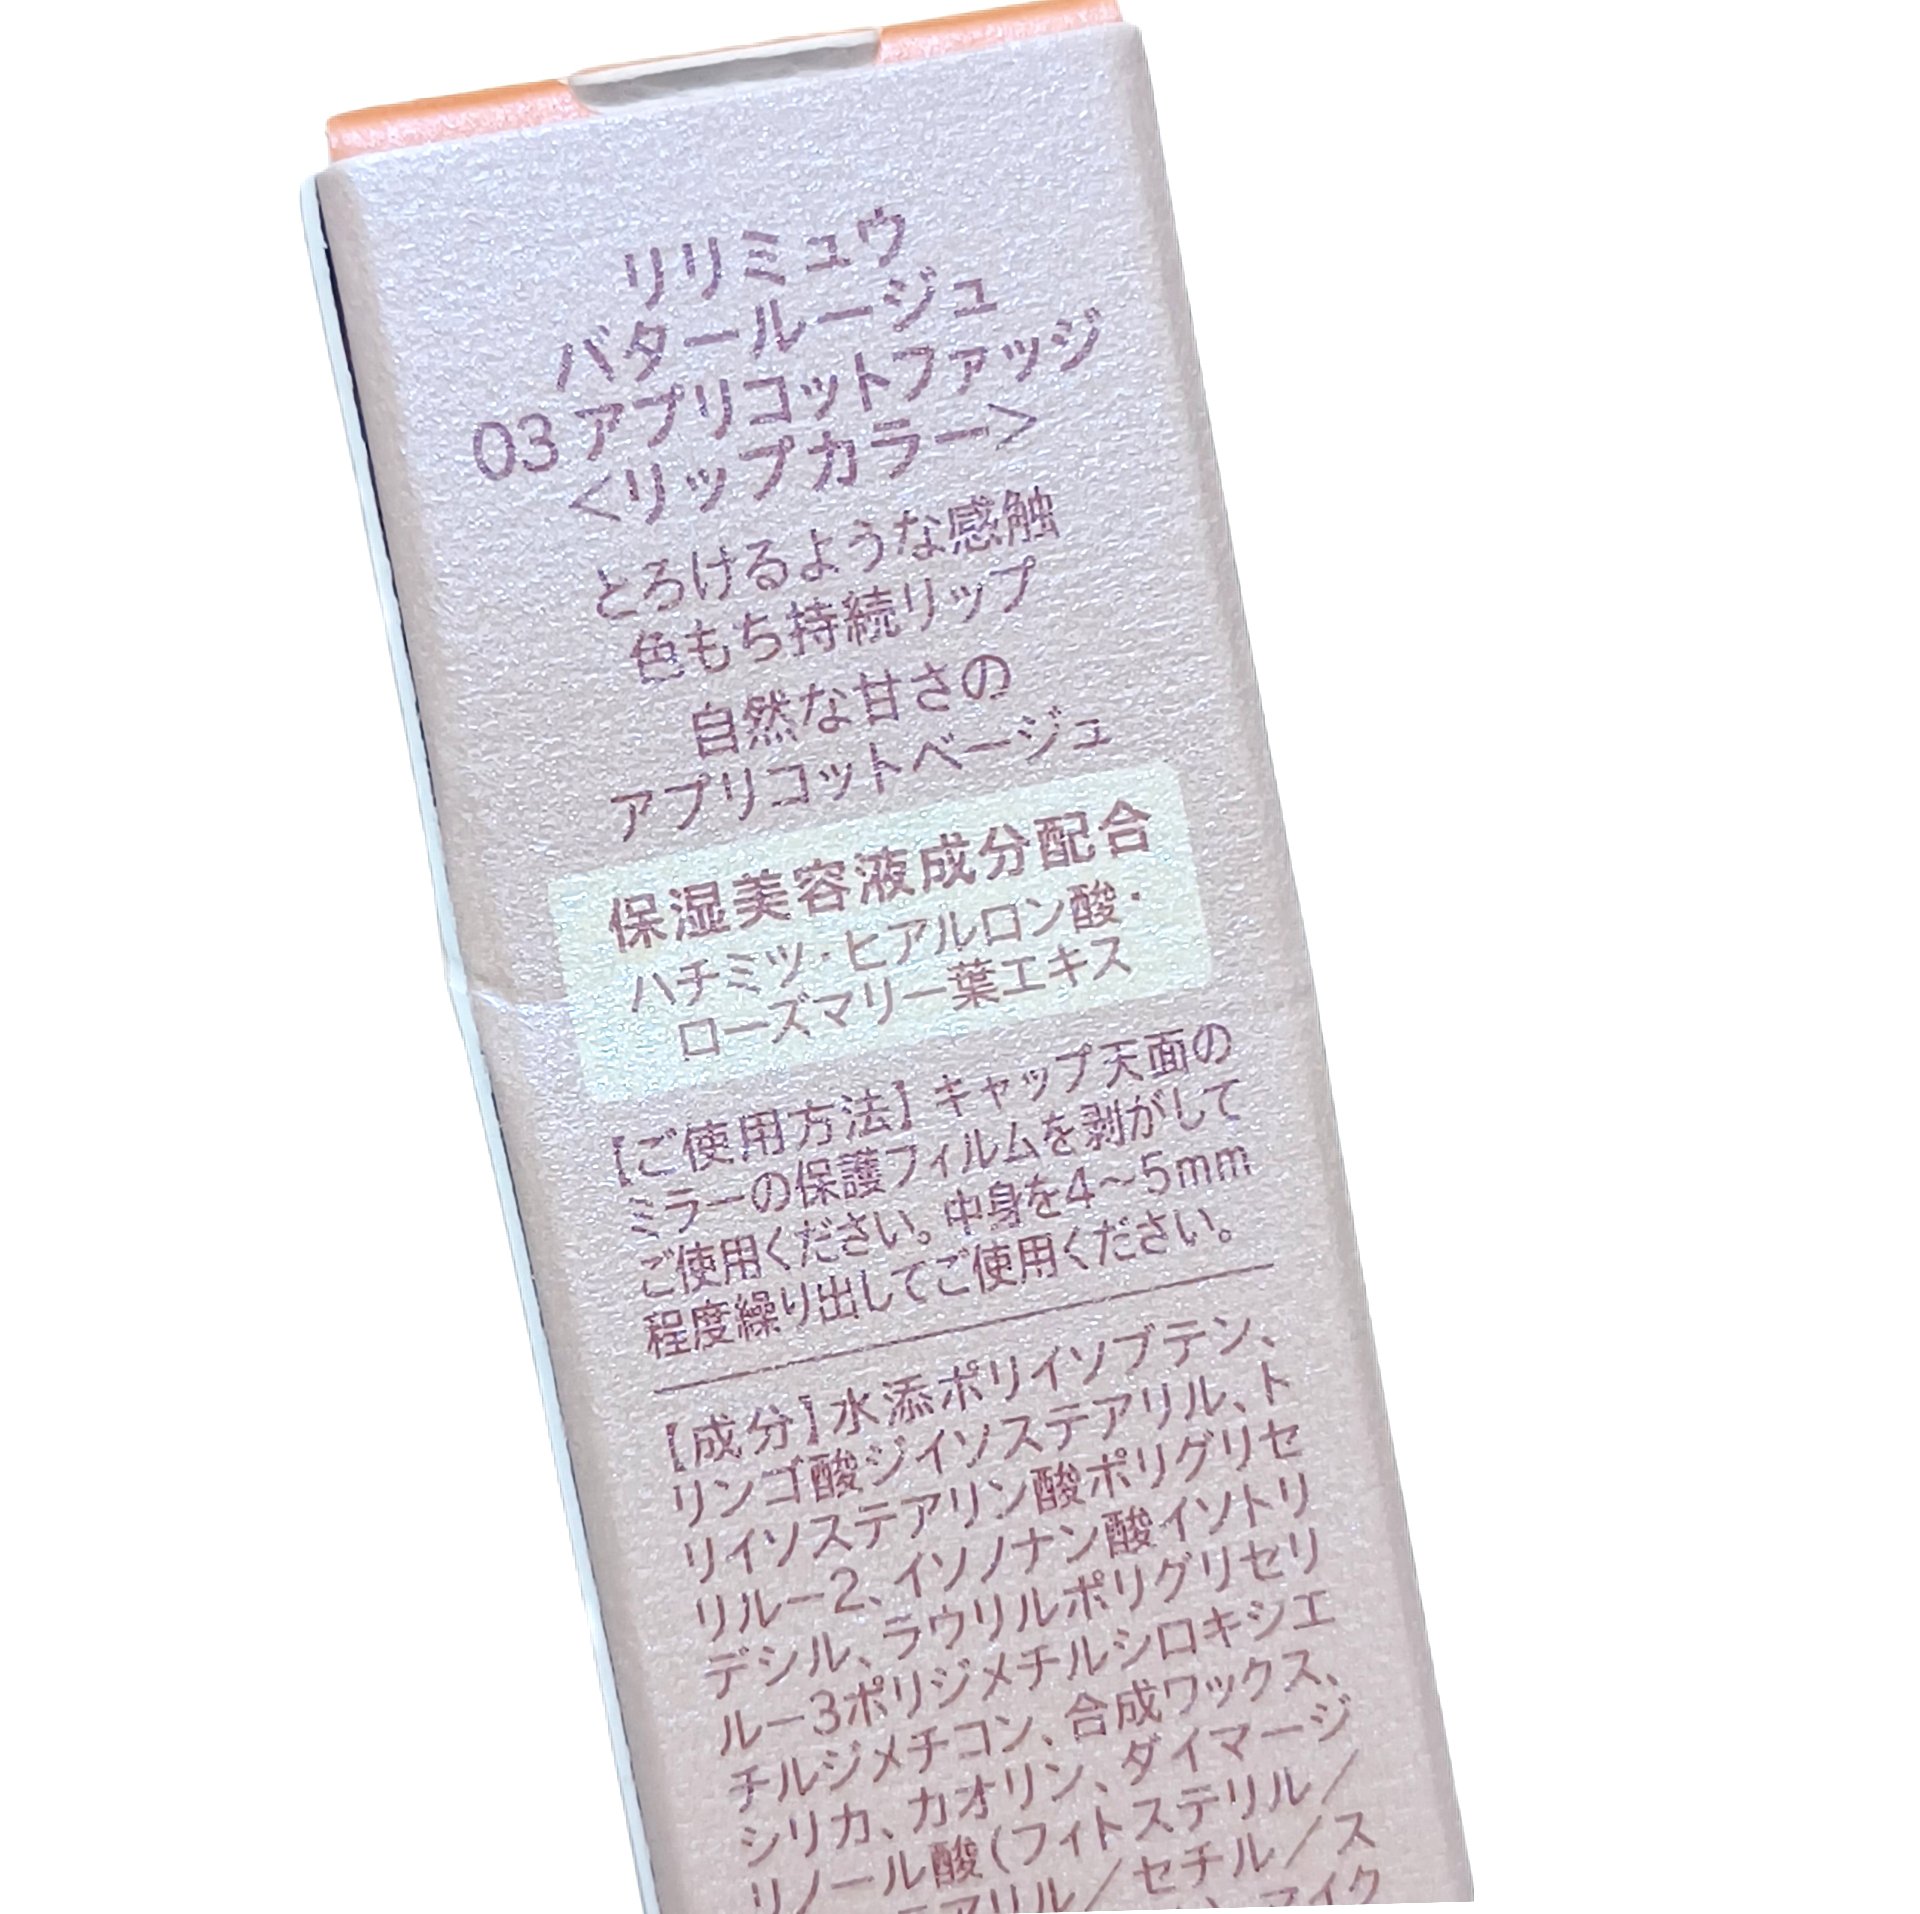 リリミュウ
バタールージュ
03 アプリコットファッジ
<リップカラー>
とろけるような感触
色もち持続リップ
自然な甘さの
アプリコットベージュ
保湿美容液成分配合
ハチミツ・ヒアルロン酸・
ローズマリー葉エキス
【ご使用方法】キャップ天面の
ミラーの保護フィルムを剥がして
ご使用ください。中身を4～5mm
程度繰り出してご使用ください。
【成分】水添ポリイソブテン、
リンゴ酸ジイソステアリル、ト
リイソステアリン酸ポリグリセ
リルー2、イソノナン酸イソトリ
デシル、ラウリルポリグリセリ
ルー3ポリジメチルシロキシエ
チルジメチコン、合成ワックス、
シリカ、カオリン、ダイマージ
リノール酸(フィトステリル/
アリル/セチル/ス